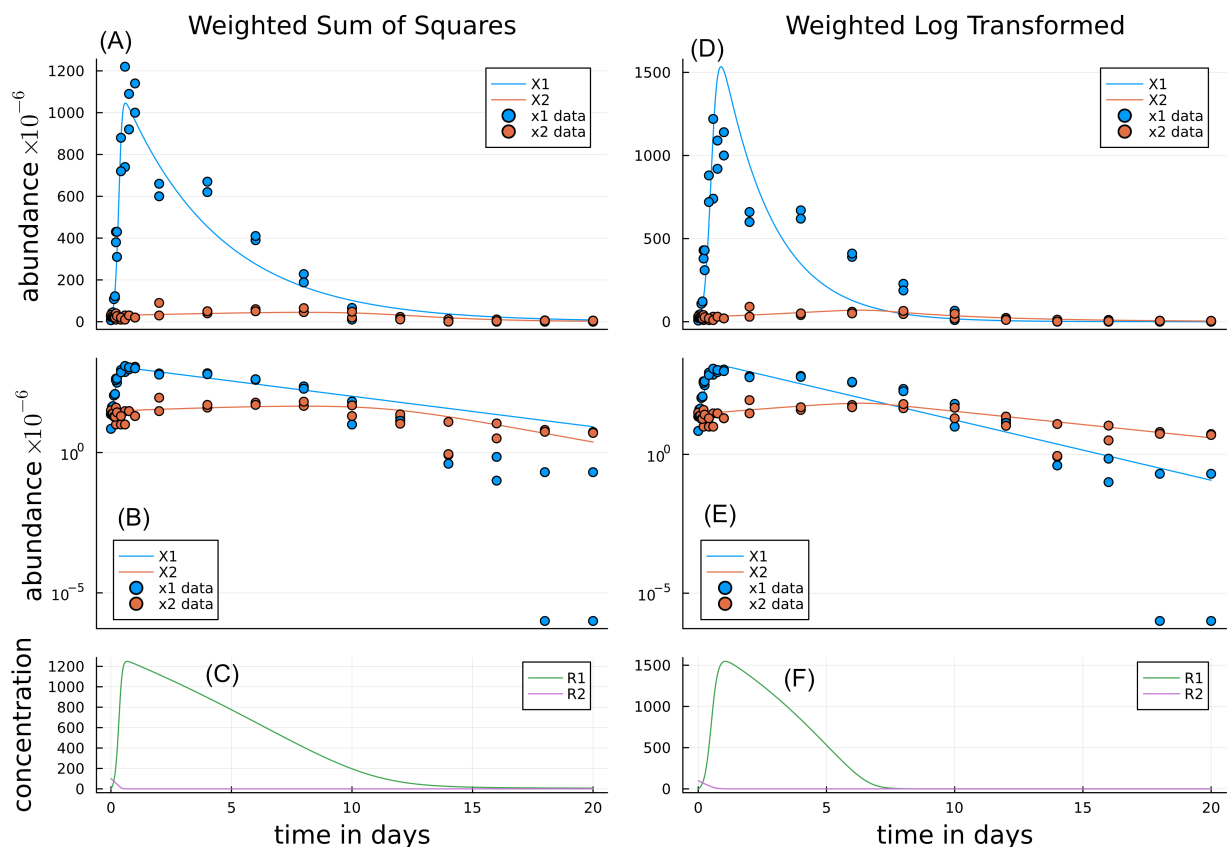 Weighted Sum of Squares
Weighted Log Transformed
(A)
abundance ×10⁻⁶
1200
1000
800
600
400
200
0
X1
X2
x1 data
x2 data
(D)
1500
1000
500
0
X1
X2
x1 data
x2 data
abundance ×10⁻⁶
10⁰
10⁻⁵
(B)
X1
X2
x1 data
x2 data
10⁰
10⁻⁵
(E)
X1
X2
x1 data
x2 data
concentration
1200
1000
800
600
400
200
0
(C)
R1
R2
0 5 10 15 20
time in days
1500
1000
500
0
(F)
R1
R2
0 5 10 15 20
time in days